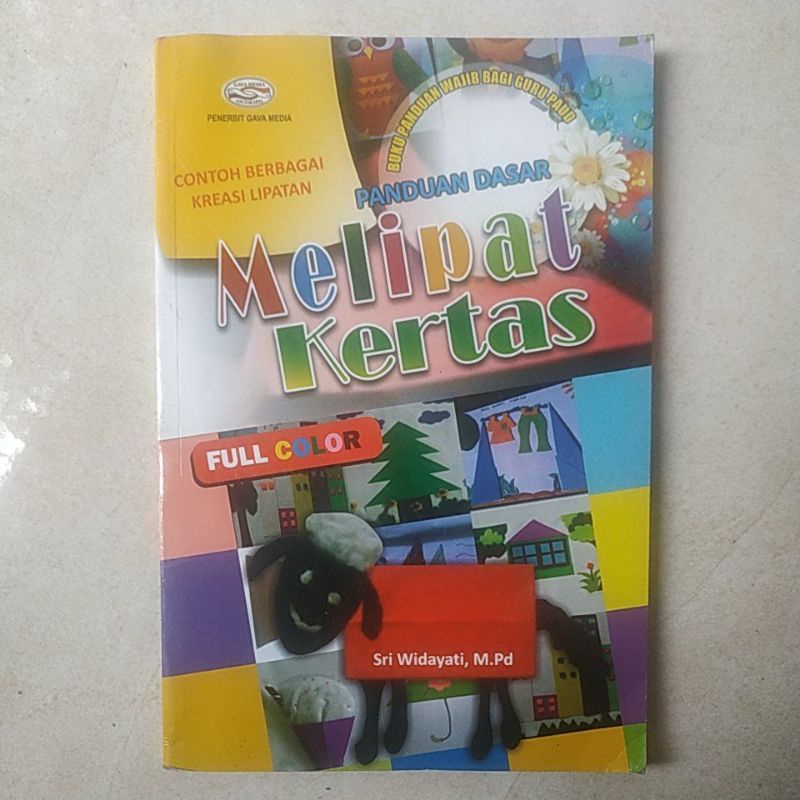 GAVA MEDIA
YOGYAKARTA
PENERBIT GAVA MEDIA
BUKU PANDUAN WAJIB BAGI GURU PAUD
CONTOH BERBAGAI
KREASI LIPATAN
PANDUAN DASAR
Melipat
Kertas
FULL COLOR
Sri Widayati, M.Pd